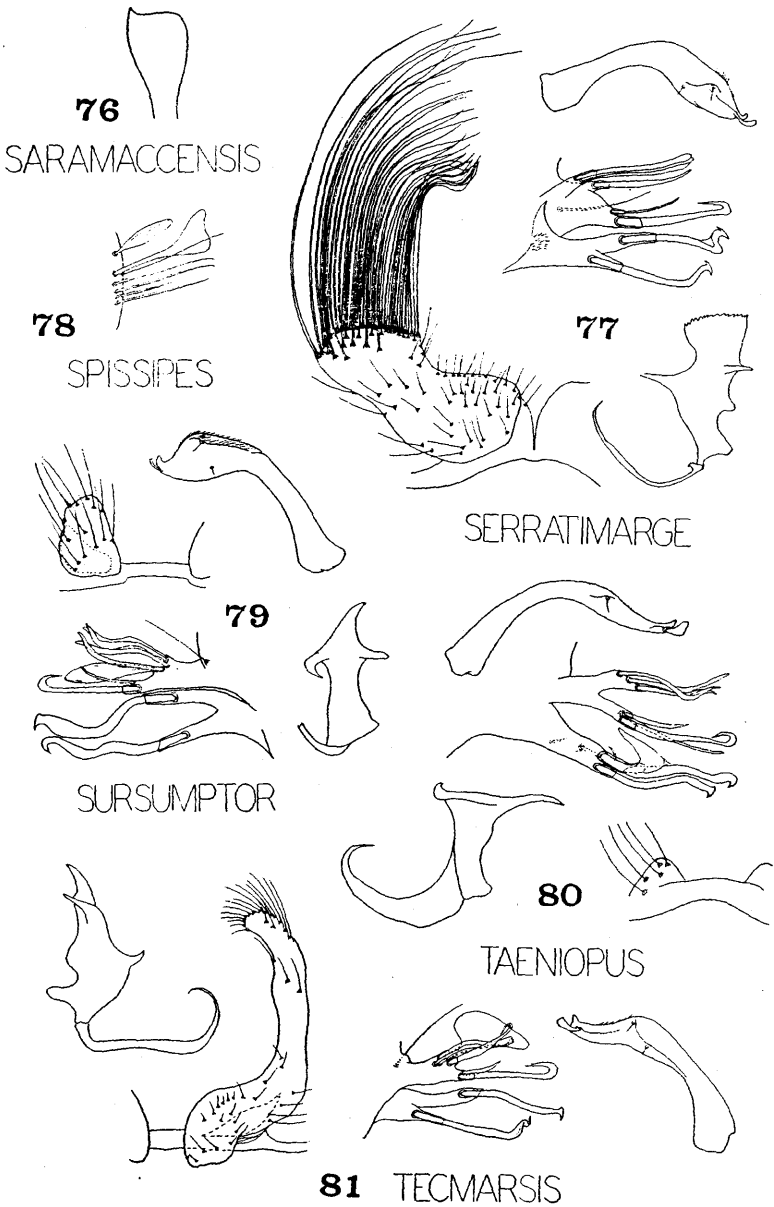 76
SARAMACCENSIS
78
SPISSIPES
77
SERRATIMARGE
79
SURSUMPTOR
80
TAENIOPUS
81 TECMARSIS